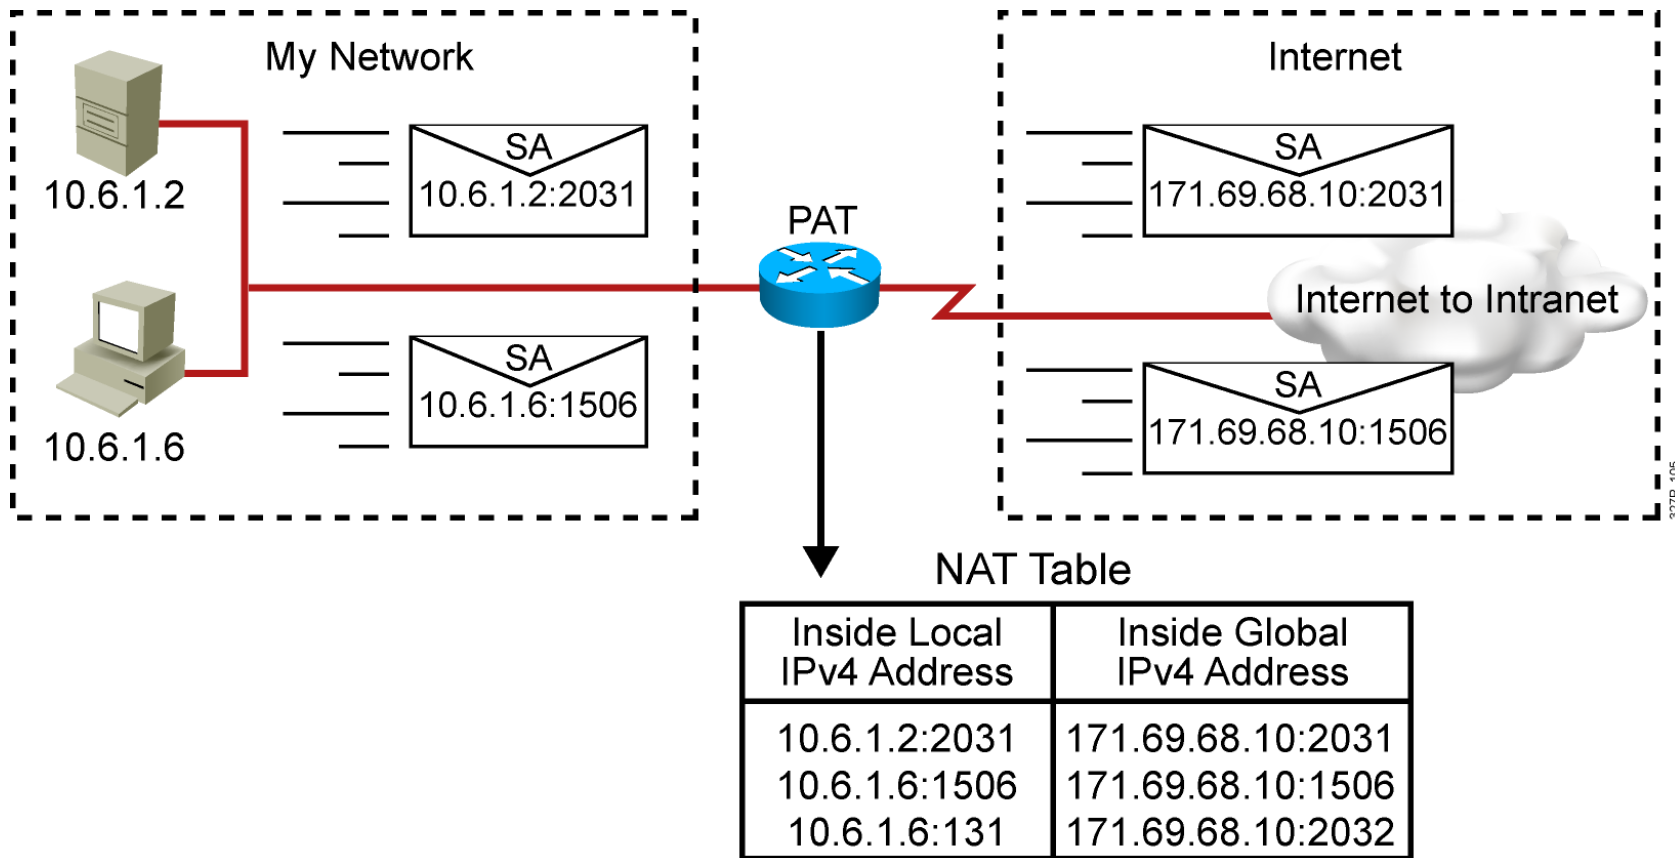 My Network
Internet
SA
10.6.1.2:2031
10.6.1.2
SA
171.69.68.10:2031
PAT
Internet to Intranet
SA
10.6.1.6:1506
10.6.1.6
SA
171.69.68.10:1506
327P_105
NAT Table
Inside Local
IPv4 Address
Inside Global
IPv4 Address
10.6.1.2:2031
171.69.68.10:2031
10.6.1.6:1506
171.69.68.10:1506
10.6.1.6:131
171.69.68.10:2032